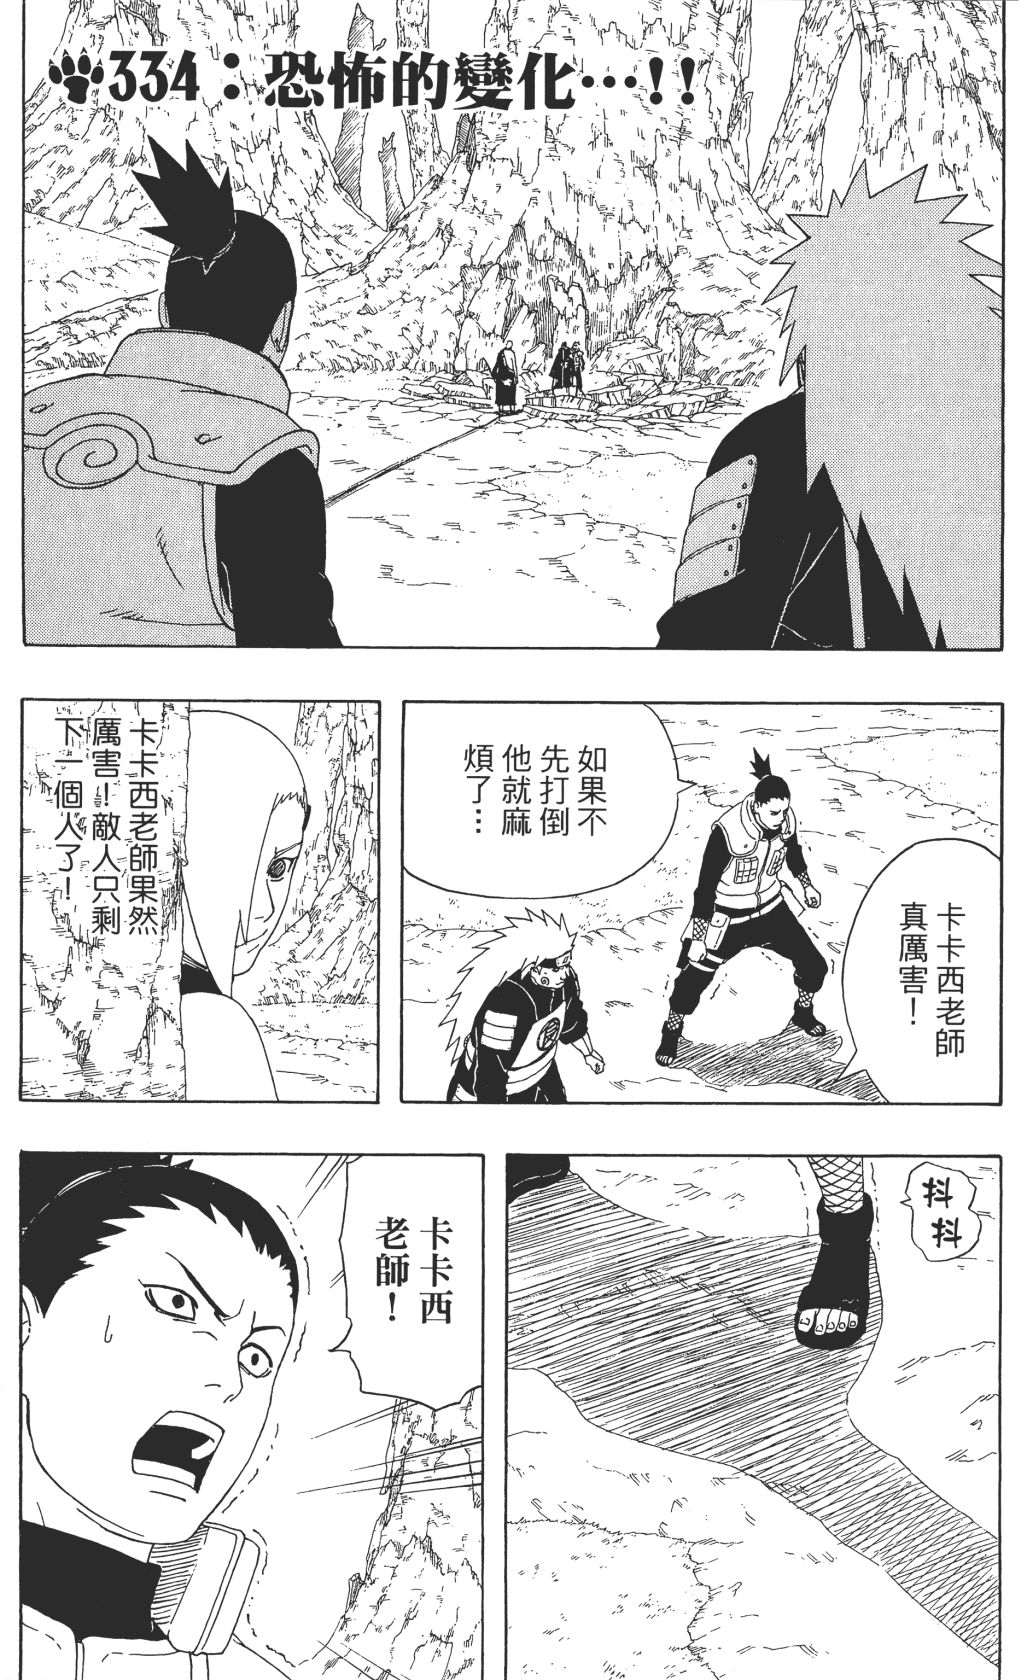 334：恐怖的變化…!!
卡卡西老師
真厲害！
如果不
先打倒
他就麻
煩了…
卡卡西老師果然
厲害！敵人只剩
下一個人了！
抖
抖
卡卡西
老師！